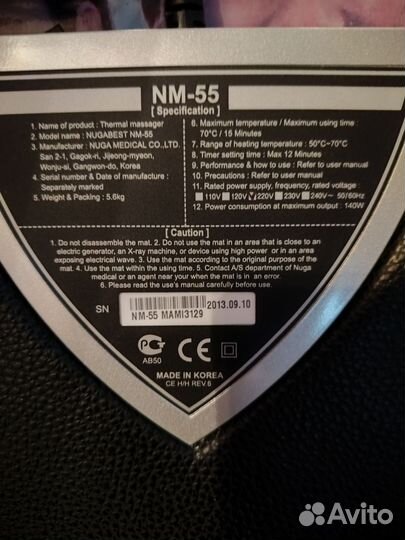 NM-55
[ Specification ]
1. Name of product : Thermal massager
2. Model name : NUGABEST NM-55
3. Manufacturer : NUGA MEDICAL CO.,LTD.
San 2-1, Gagok-ri, Jijeong-myeon,
Wonju-si, Gangwon-do, Korea
4. Serial number & Date of manufacture :
Separately marked
5. Weight & Packing : 5.6kg
6. Maximum temperature / Maximum using time :
70°C / 15 Minutes
7. Range of heating temperature : 50°C~70°C
8. Timer setting time : Max 12 Minutes
9. Performance & how to use : Refer to user manual
10. Precautions : Refer to user manual
11. Rated power supply, frequency, rated voltage :
110V 120V 220V 230V 240V~ 50/60Hz
12. Power consumption at maximum output : 140W
[Caution]
1. Do not disassemble the mat. 2. Do not use the mat in an area that is close to an
electric generator, an X-ray machine, or device using high power / or in an area
exposing electrical wave. 3. Use the mat according to the original purpose of the
mat. 4. Use the mat within the using time. 5. Contact A/S department of Nuga
medical or an agent near you when the mat is in an error.
6. Please read the use's manual carefully before use.
SN
2013.09.10
NM-55 MAMI3129
АВ50
MADE IN KOREA
CE H/H REV.6
Avito